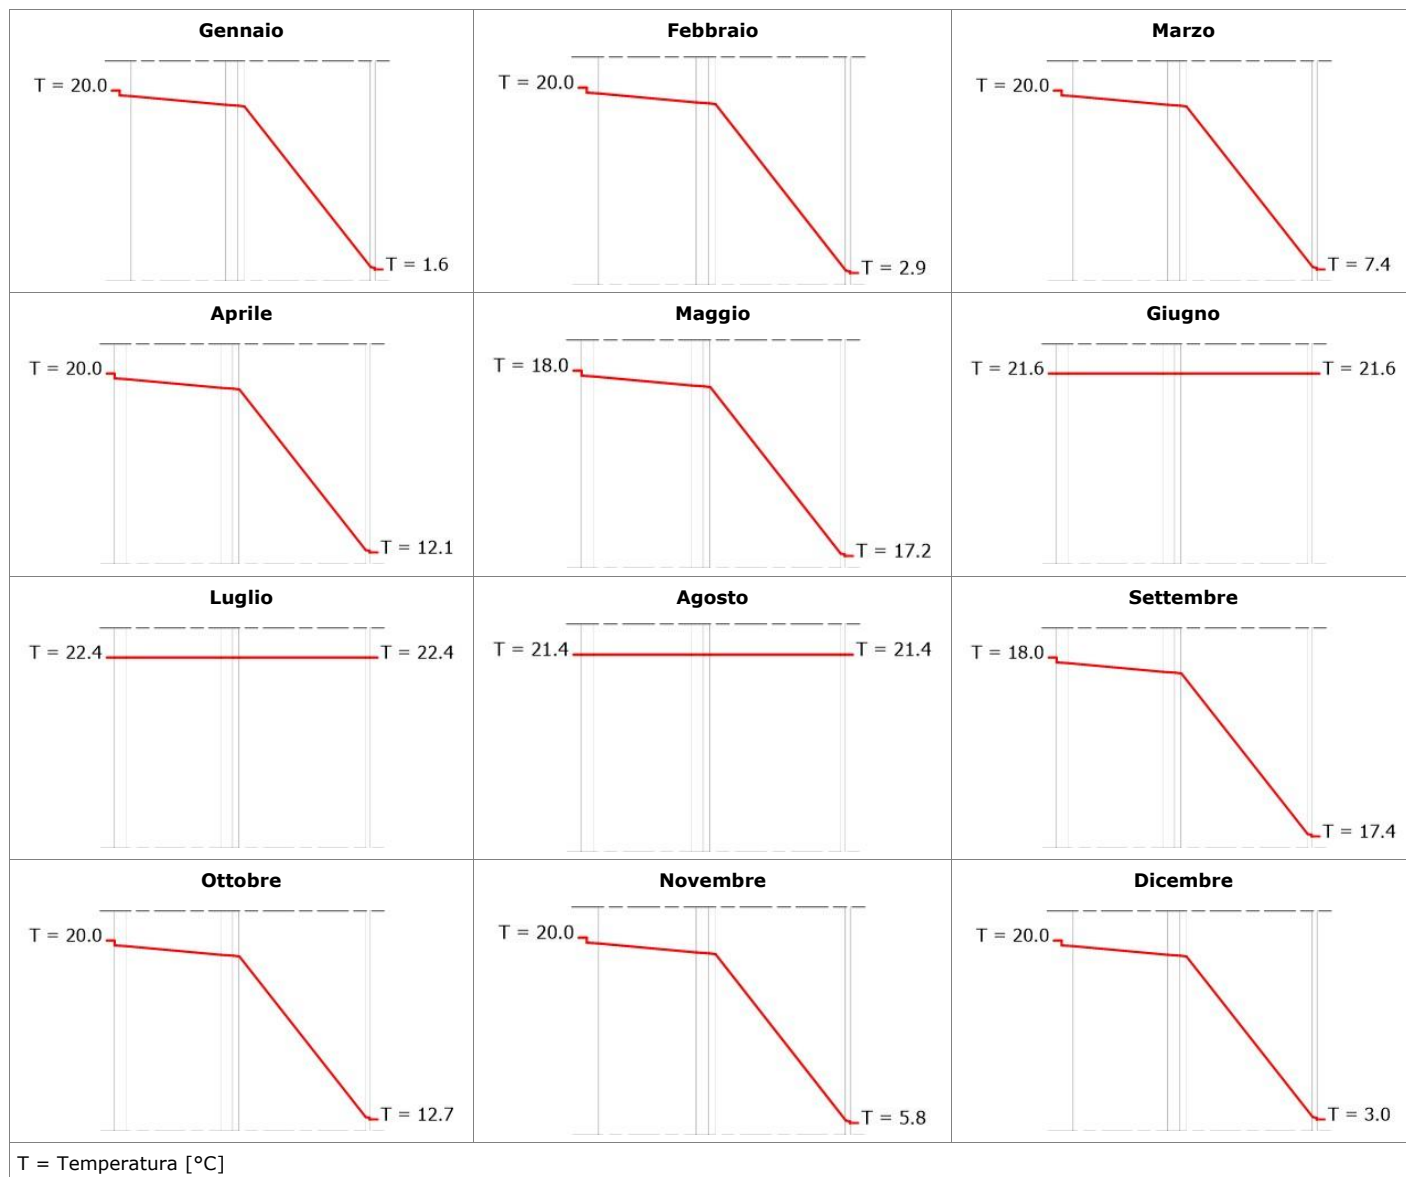 Gennaio
T = 20.0
T = 1.6
Febbraio
T = 20.0
T = 2.9
Marzo
T = 20.0
T = 7.4
Aprile
T = 20.0
T = 12.1
Maggio
T = 18.0
T = 17.2
Giugno
T = 21.6
T = 21.6
Luglio
T = 22.4
T = 22.4
Agosto
T = 21.4
T = 21.4
Settembre
T = 18.0
T = 17.4
Ottobre
T = 20.0
T = 12.7
Novembre
T = 20.0
T = 5.8
Dicembre
T = 20.0
T = 3.0
T = Temperatura [°C]